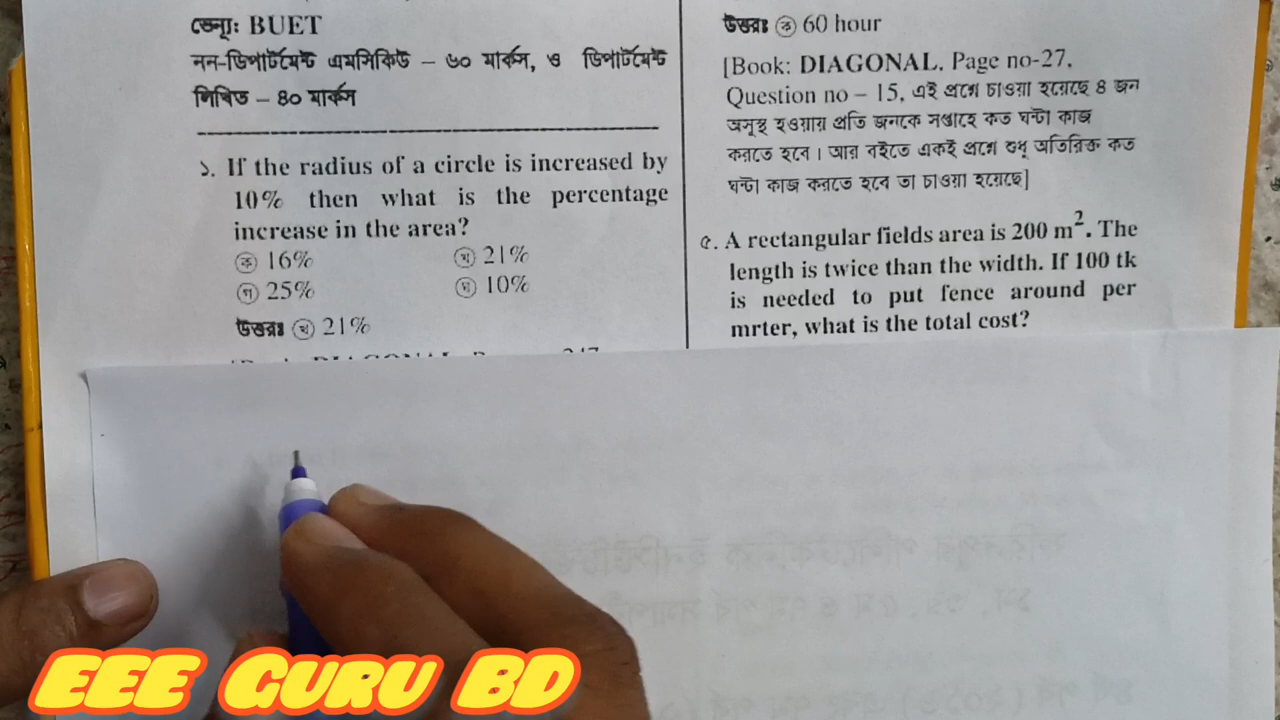 ভেন্যু: BUET
নন-ডিপার্টমেন্ট এমসিকিউ – ৬০ মার্কস, ও ডিপার্টমেন্ট
লিখিত – ৪০ মার্কস
১. If the radius of a circle is increased by
10% then what is the percentage
increase in the area?
ⓚ 16% ⓚ 21%
ⓖ 25% ⓖ 10%
উত্তরঃ 21%
উত্তরঃ ক 60 hour
[Book: DIAGONAL. Page no-27.
Question no – 15, এই প্রশ্নে চাওয়া হয়েছে 8 জন
অসুস্থ হওয়ায় প্রতি জনকে সপ্তাহে কত ঘন্টা কাজ
করতে হবে। আর বইতে একই প্রশ্নে শুধু অতিরিক্ত কত
ঘন্টা কাজ করতে হবে তা চাওয়া হয়েছে]
৫. A rectangular fields area is 200 m². The
length is twice than the width. If 100 tk
is needed to put fence around per
mrter, what is the total cost?
EEE GURU BD